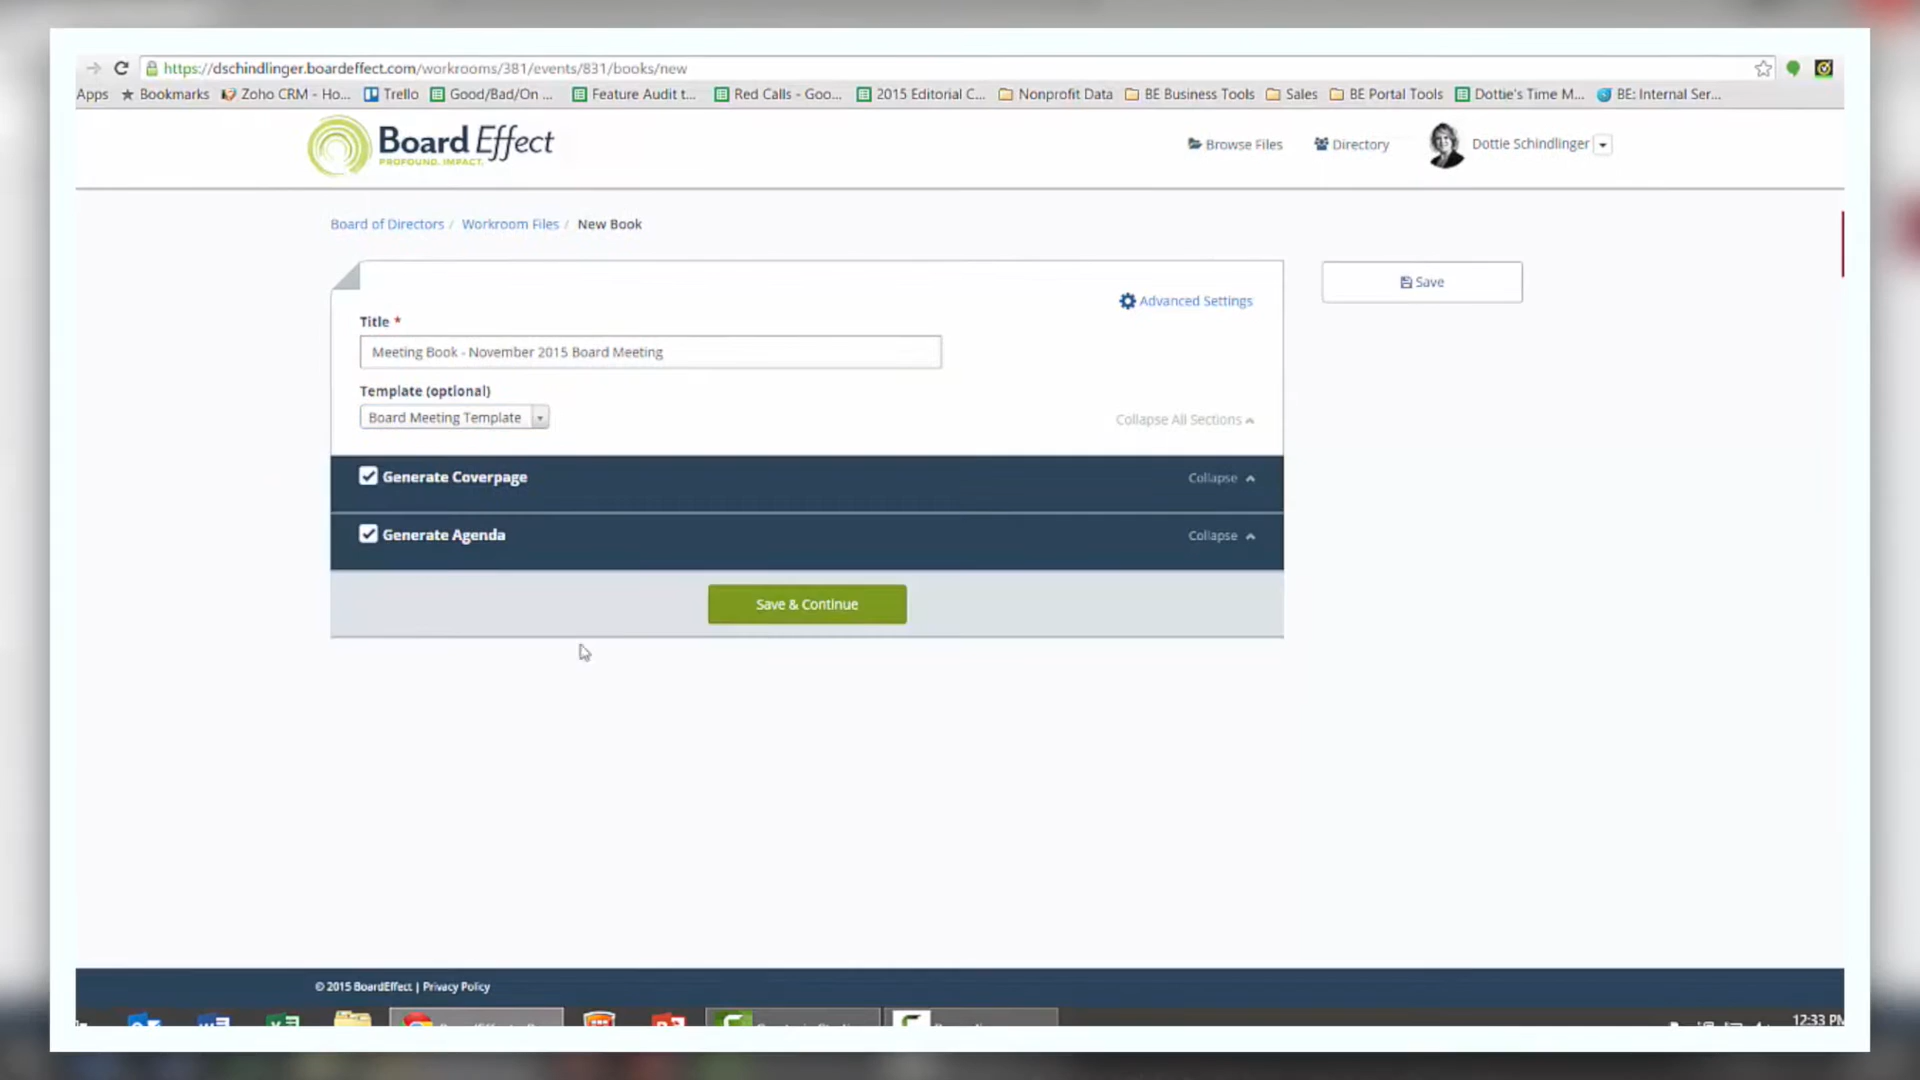 https://dschindlinger.boardeffect.com/workrooms/381/events/831/books/new
Apps Bookmarks Zoho CRM - Ho... Trello Good/Bad/On ... Feature Audit t... Red Calls - Goo... 2015 Editorial C... Nonprofit Data BE Business Tools Sales BE Portal Tools Dottie's Time M... BE: Internal Ser...
Board Effect
PROFOUND. IMPACT.
Browse Files Directory Dottie Schindlinger
Board of Directors / Workroom Files / New Book
Save
Advanced Settings
Title *
Meeting Book - November 2015 Board Meeting
Template (optional)
Board Meeting Template
Collapse All Sections
Generate Coverpage Collapse
Generate Agenda Collapse
Save & Continue
© 2015 BoardEffect | Privacy Policy
12:33 PM